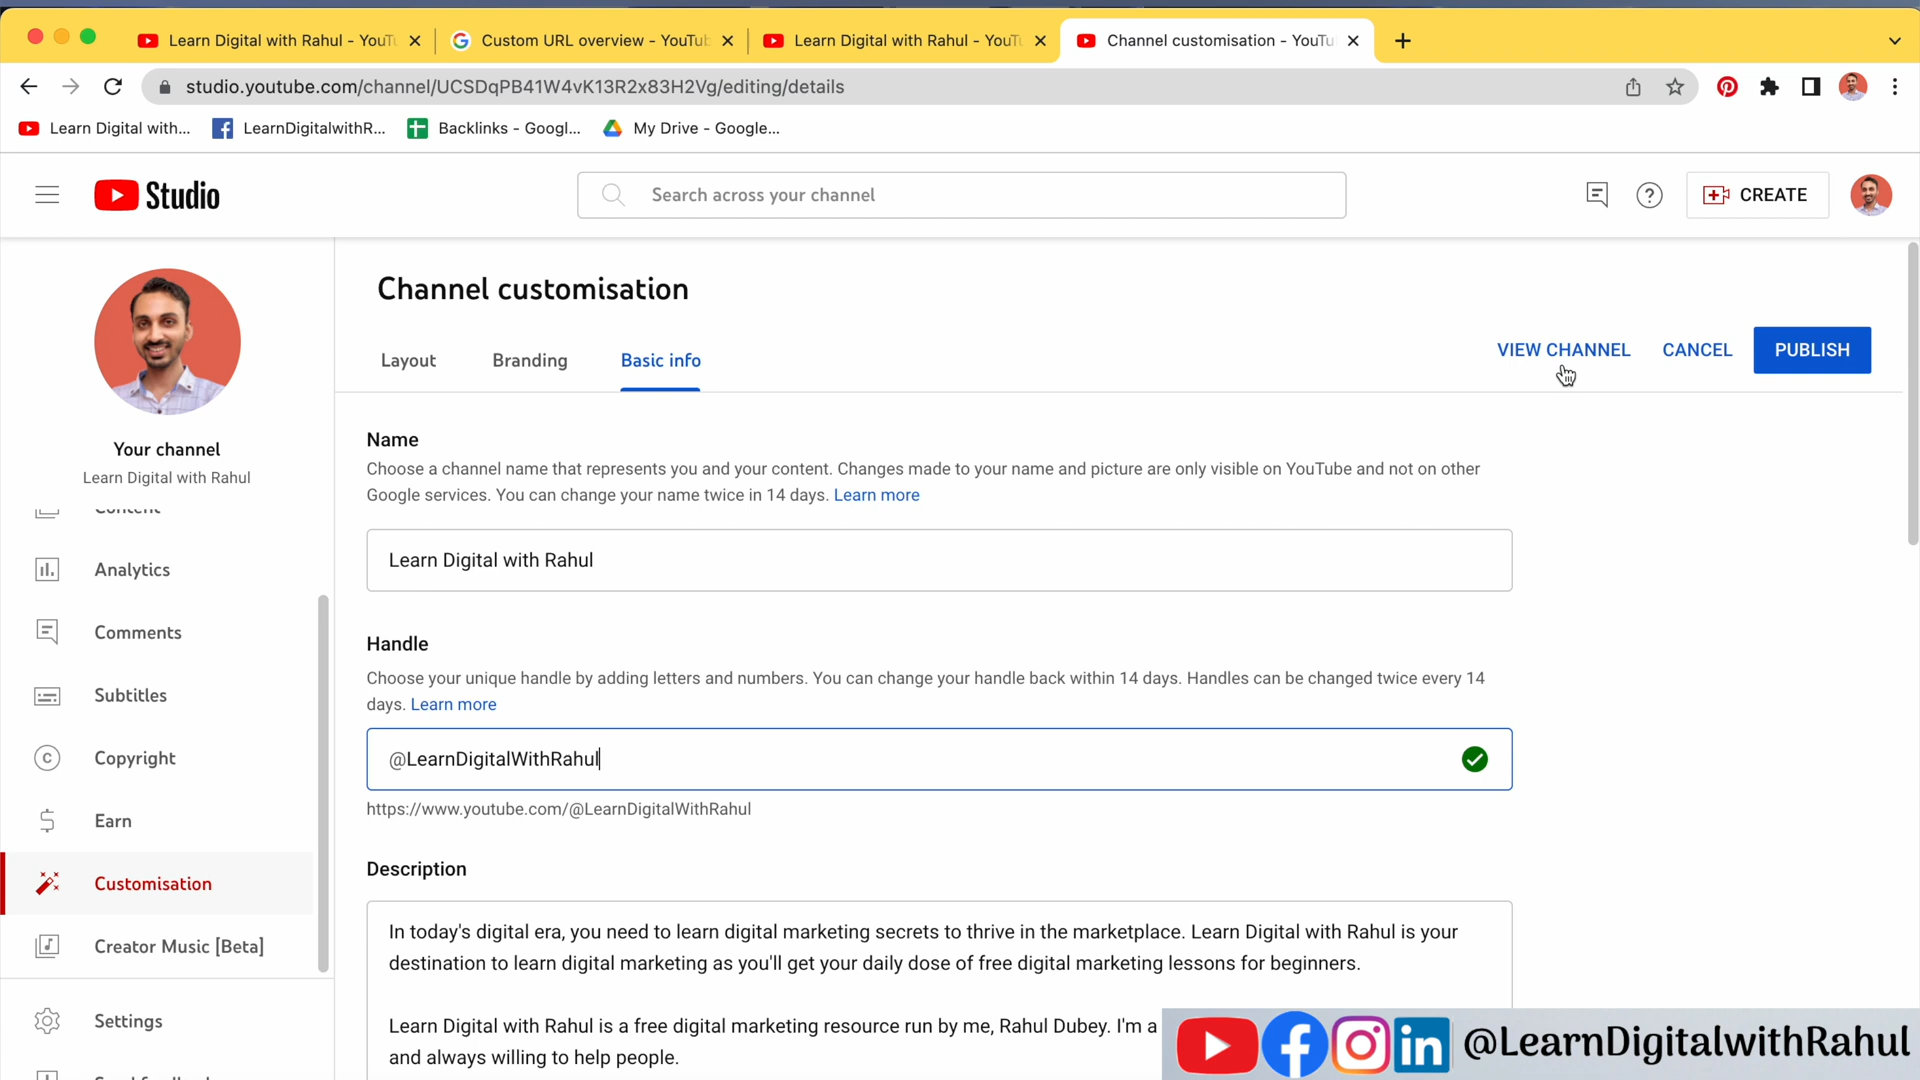 Learn Digital with Rahul - YouT
Custom URL overview - YouTub
Learn Digital with Rahul - YouT
Channel customisation - YouTu
studio.youtube.com/channel/UCSDqPB41W4vK13R2x83H2Vg/editing/details
Learn Digital with...
LearnDigitalwithR...
Backlinks - Googl...
My Drive - Google...
Studio
Search across your channel
CREATE
Your channel
Learn Digital with Rahul
Content
Analytics
Comments
Subtitles
Copyright
Earn
Customisation
Creator Music [Beta]
Settings
Channel customisation
Layout
Branding
Basic info
VIEW CHANNEL
CANCEL
PUBLISH
Name
Choose a channel name that represents you and your content. Changes made to your name and picture are only visible on YouTube and not on other
Google services. You can change your name twice in 14 days. Learn more
Learn Digital with Rahul
Handle
Choose your unique handle by adding letters and numbers. You can change your handle back within 14 days. Handles can be changed twice every 14
days. Learn more
@LearnDigitalWithRahul
https://www.youtube.com/@LearnDigitalWithRahul
Description
In today's digital era, you need to learn digital marketing secrets to thrive in the marketplace. Learn Digital with Rahul is your
destination to learn digital marketing as you'll get your daily dose of free digital marketing lessons for beginners.
Learn Digital with Rahul is a free digital marketing resource run by me, Rahul Dubey. I'm a
and always willing to help people.
@LearnDigitalwithRahul